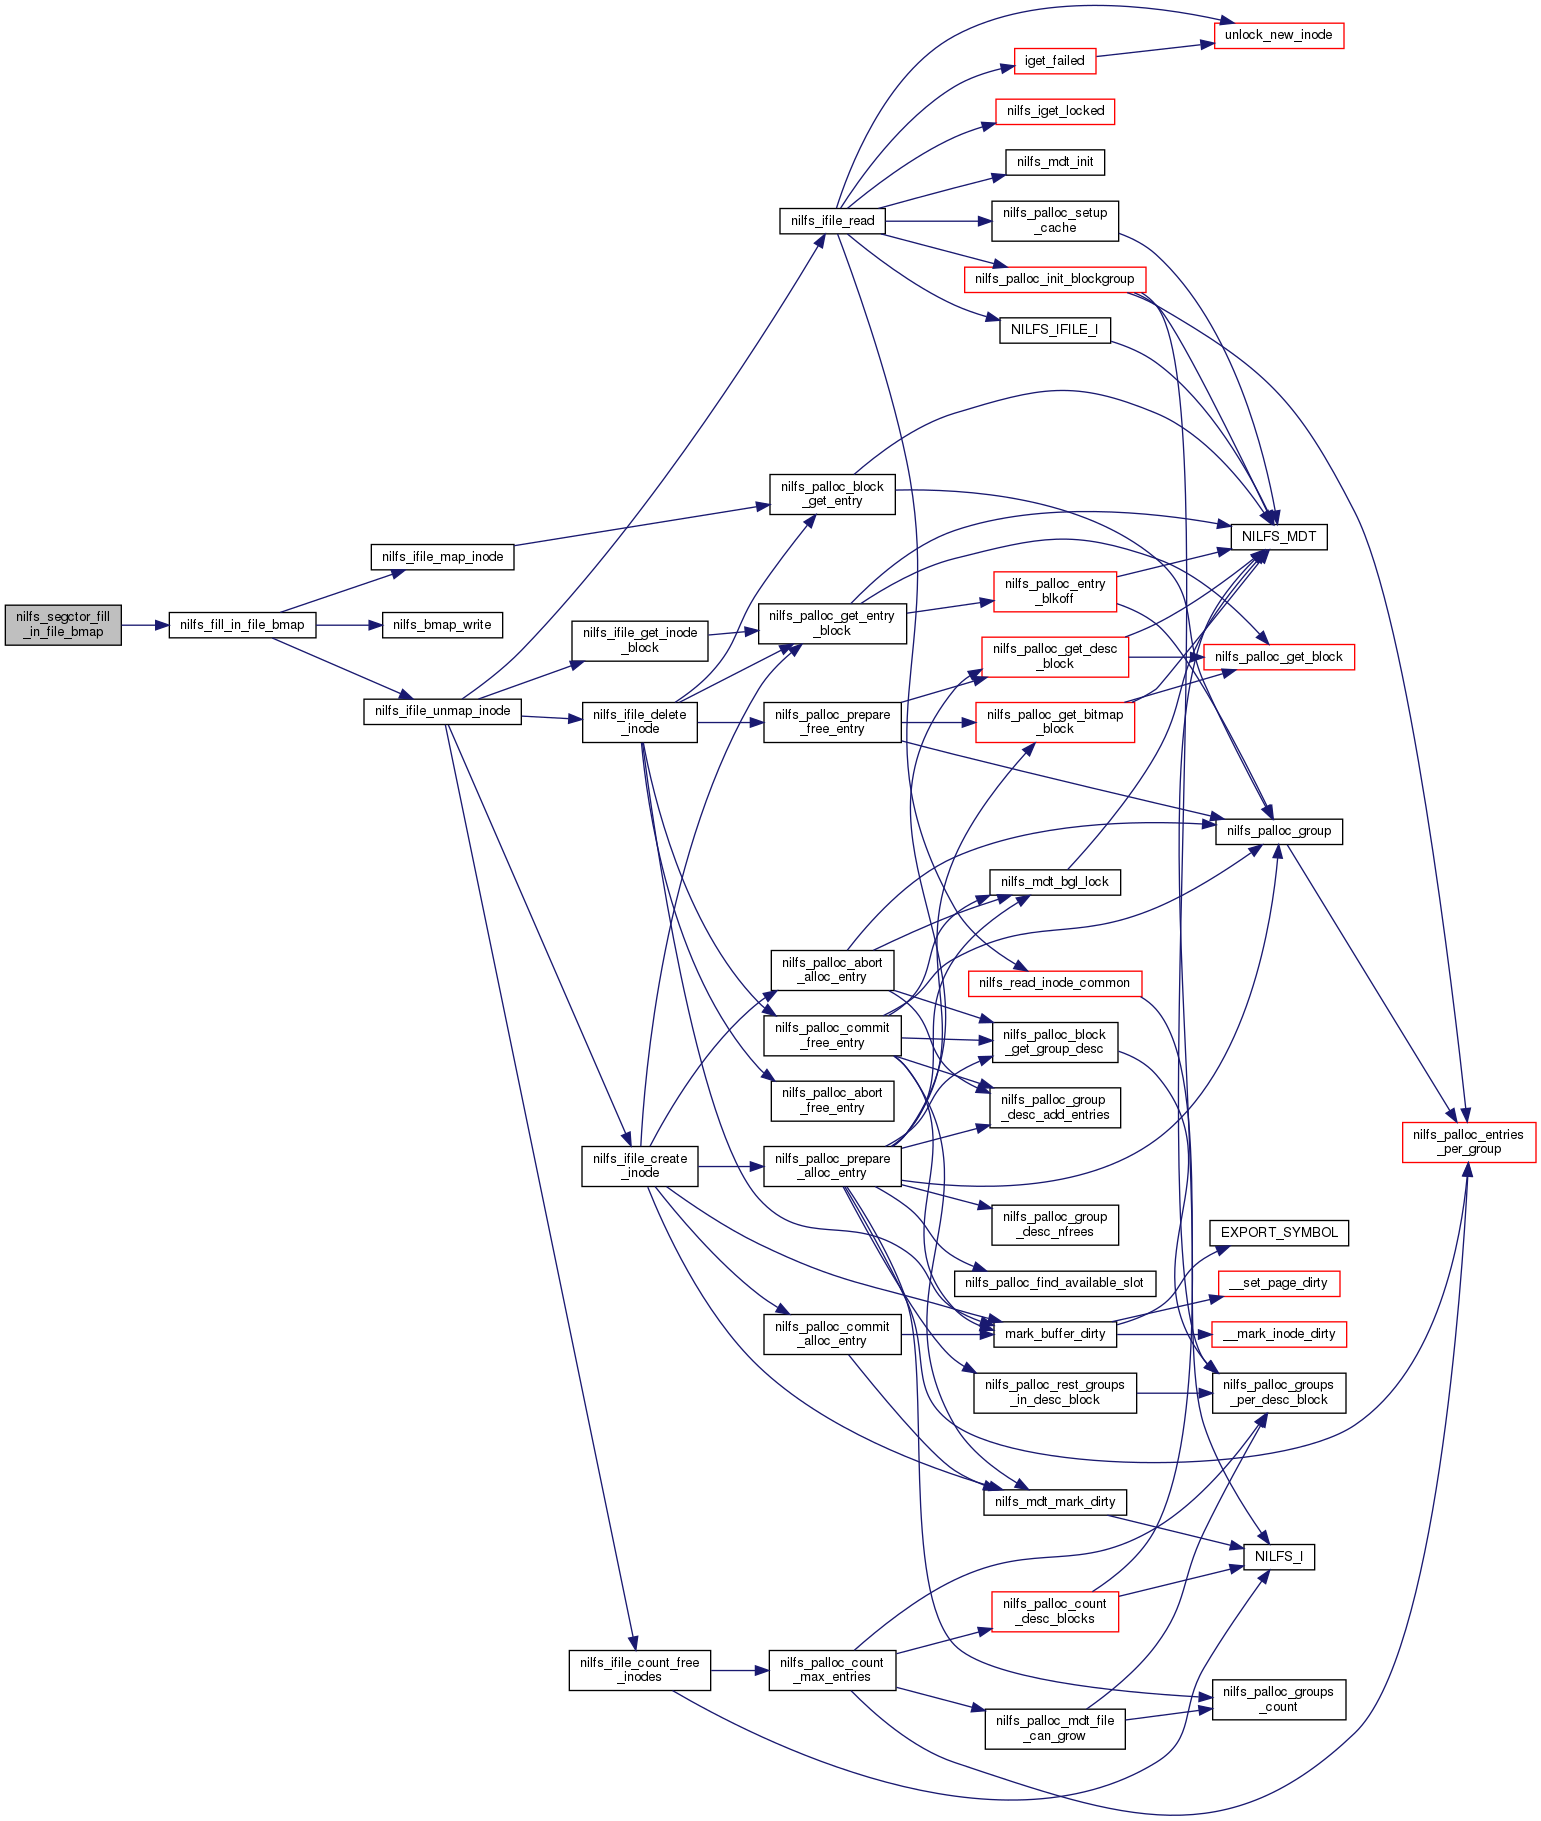 unlock_new_inode
iget_failed
nilfs_iget_locked
nilfs_mdt_init
nilfs_ifile_read
nilfs_palloc_setup
_cache
nilfs_palloc_init_blockgroup
NILFS_IFILE_I
nilfs_palloc_block
_get_entry
NILFS_MDT
nilfs_ifile_map_inode
nilfs_palloc_entry
_blkoff
nilfs_segctor_fill
_in_file_bmap
nilfs_fill_in_file_bmap
nilfs_bmap_write
nilfs_ifile_get_inode
_block
nilfs_palloc_get_entry
_block
nilfs_palloc_get_desc
_block
nilfs_palloc_get_block
nilfs_ifile_unmap_inode
nilfs_ifile_delete
_inode
nilfs_palloc_prepare
_free_entry
nilfs_palloc_get_bitmap
_block
nilfs_palloc_group
nilfs_mdt_bgl_lock
nilfs_palloc_abort
_alloc_entry
nilfs_read_inode_common
nilfs_palloc_commit
_free_entry
nilfs_palloc_block
_get_group_desc
nilfs_palloc_abort
_free_entry
nilfs_palloc_group
_desc_add_entries
nilfs_palloc_entries
_per_group
nilfs_ifile_create
_inode
nilfs_palloc_prepare
_alloc_entry
nilfs_palloc_group
_desc_nfrees
EXPORT_SYMBOL
nilfs_palloc_find_available_slot
__set_page_dirty
nilfs_palloc_commit
_alloc_entry
mark_buffer_dirty
__mark_inode_dirty
nilfs_palloc_rest_groups
_in_desc_block
nilfs_palloc_groups
_per_desc_block
nilfs_mdt_mark_dirty
NILFS_I
nilfs_palloc_count
_desc_blocks
nilfs_ifile_count_free
_inodes
nilfs_palloc_count
_max_entries
nilfs_palloc_groups
_count
nilfs_palloc_mdt_file
_can_grow